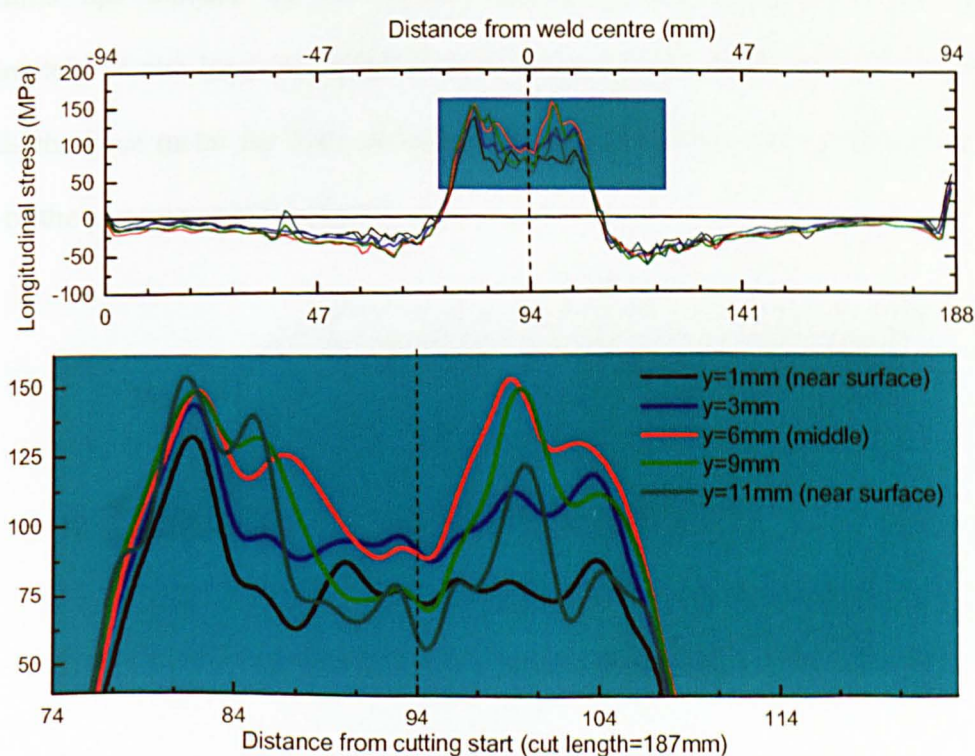 Distance from weld centre (mm)
-94 -47 0 47 94
Longitudinal stress (MPa)
200
150
100
50
0
-50
-100
0 47 94 141 188
150
125
100
75
50
y=1mm (near surface)
y=3mm
y=6mm (middle)
y=9mm
y=11mm (near surface)
74 84 94 104 114
Distance from cutting start (cut length=187mm)